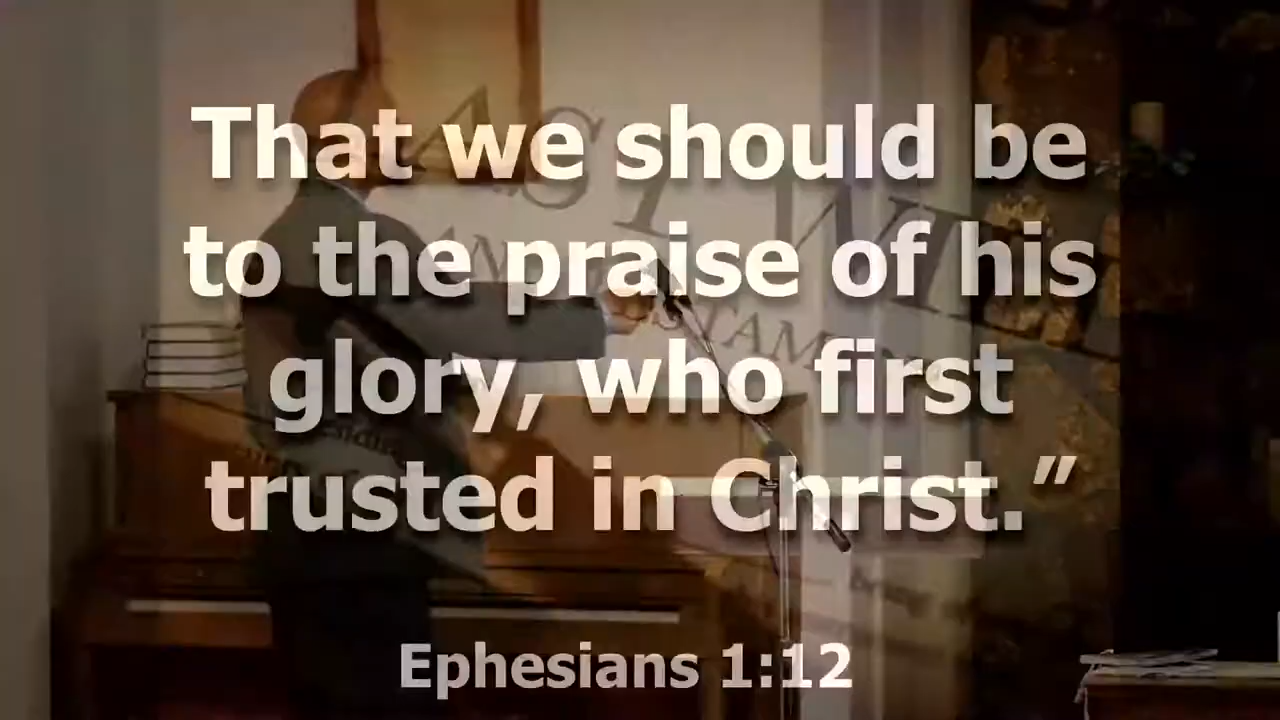 That we should be
to the praise of his
glory, who first
trusted in Christ.”
Ephesians 1:12